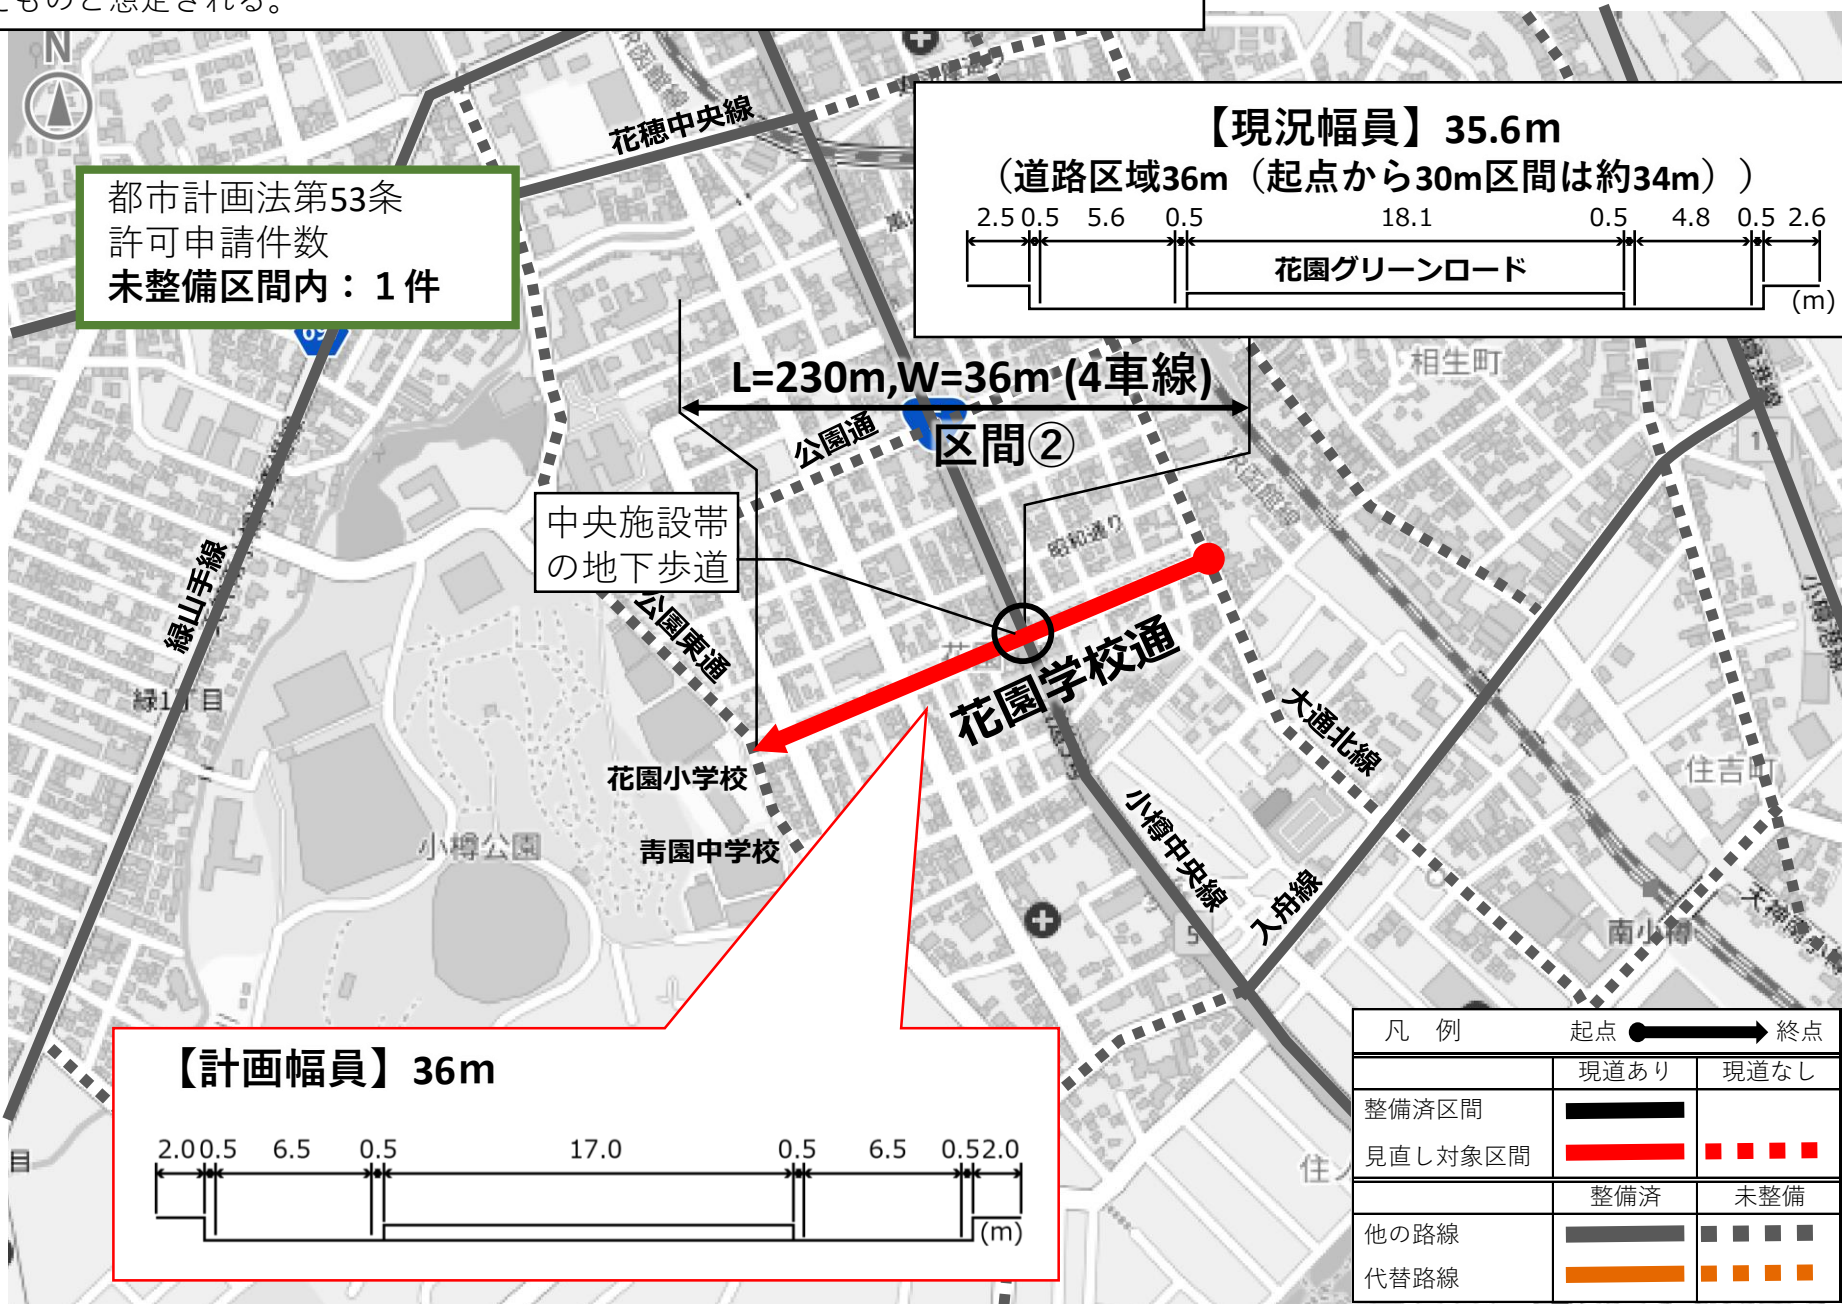 たものと想定される。
N
花穂中央線
【現況幅員】35.6m
（道路区域36m（起点から30m区間は約34m））
2.5 0.5 5.6 0.5 18.1 0.5 4.8 0.5 2.6
花園グリーンロード
(m)
都市計画法第53条
許可申請件数
未整備区間内：１件
69
相生町
L=230m,W=36m (4車線)
区間②
公園通
17
JR函館線
昭和通り
中央施設帯
の地下歩道
緑山手線
公園東通
花園学校通
緑1丁目
大通北線
住吉町
花園小学校
小樽公園
青園中学校
小樽中央線
入舟線
5
南小樽
【計画幅員】36m
2.0 0.5 6.5 0.5 17.0 0.5 6.5 0.5 2.0
(m)
目
住ノ
凡 例 起点 終点
現道あり 現道なし
整備済区間
見直し対象区間
整備済 未整備
他の路線
代替路線